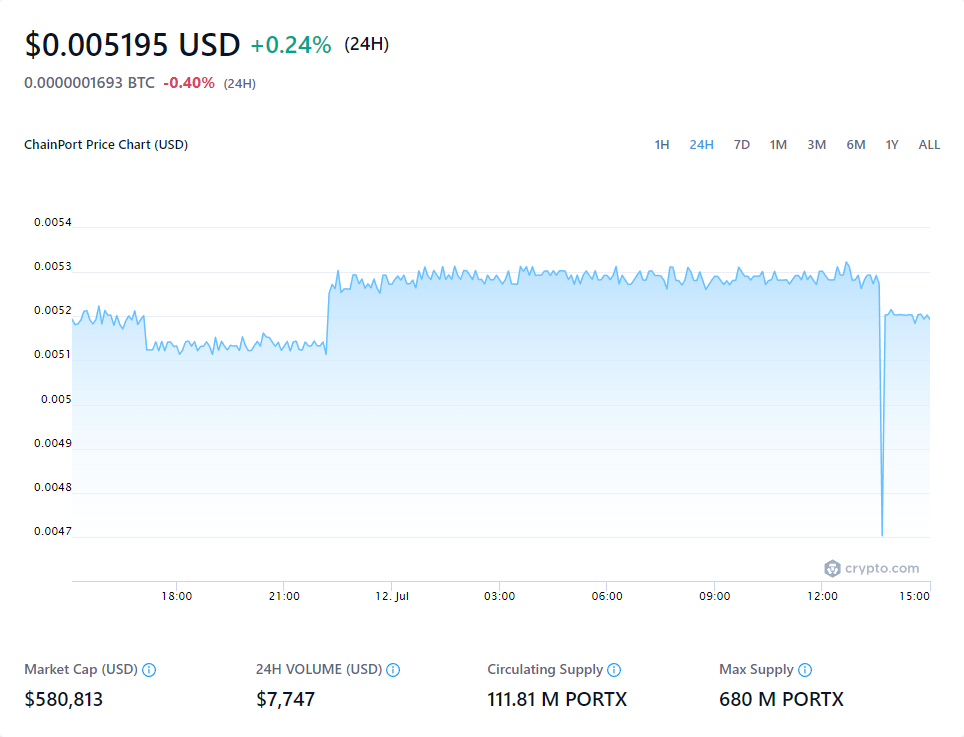 $0.005195 USD +0.24% (24H)
0.0000001693 BTC -0.40% (24H)
ChainPort Price Chart (USD)
1H 24H 7D 1M 3M 6M 1Y ALL
0.0054
0.0053
0.0052
0.0051
0.005
0.0049
0.0048
0.0047
crypto.com
18:00 21:00 12. Jul 03:00 06:00 09:00 12:00 15:00
Market Cap (USD) 24H VOLUME (USD) Circulating Supply Max Supply
$580,813 $7,747 111.81 M PORTX 680 M PORTX